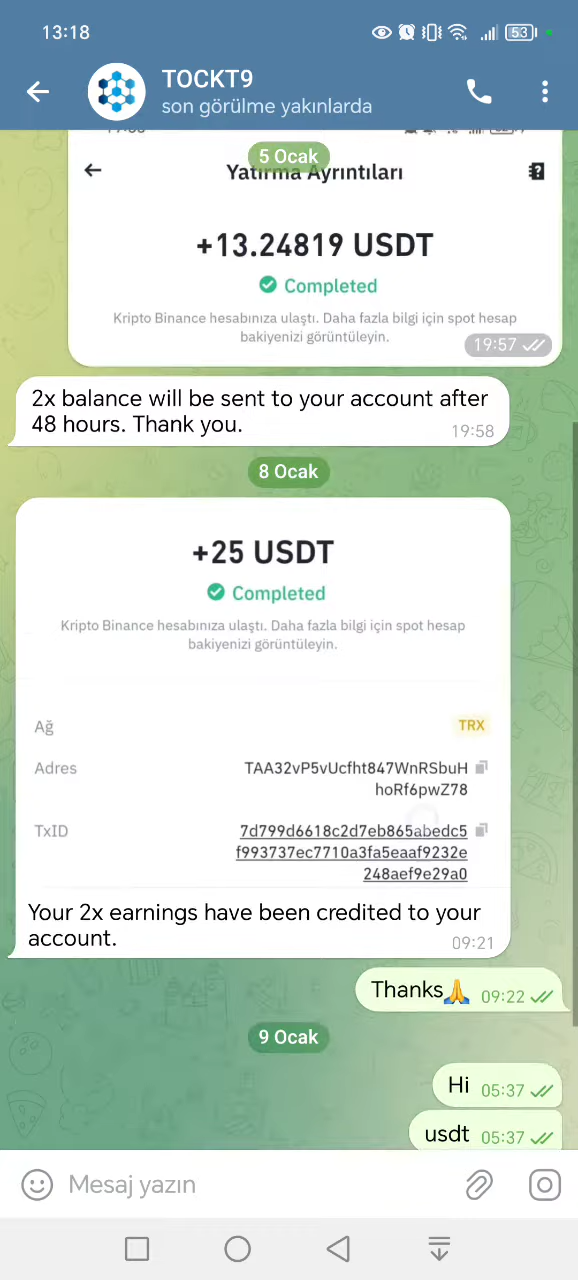 13:18
53
TOCKT9
son görülme yakınlarda
5 Ocak
Yatırma Ayrıntıları
+13.24819 USDT
Completed
Kripto Binance hesabınıza ulaştı. Daha fazla bilgi için spot hesap
bakiyenizi görüntüleyin.
19:57
2x balance will be sent to your account after
48 hours. Thank you.
19:58
8 Ocak
+25 USDT
Completed
Kripto Binance hesabınıza ulaştı. Daha fazla bilgi için spot hesap
bakiyenizi görüntüleyin.
Ağ TRX
Adres TAA32vP5vUcfht847WnRSbuH
hoRf6pwZ78
TxID 7d799d6618c2d7eb865abedc5
f993737ec7710a3fa5eaaf9232e
248aef9e29a0
Your 2x earnings have been credited to your
account.
09:21
Thanks🙏 09:22
9 Ocak
Hi 05:37
usdt 05:37
Mesaj yazın